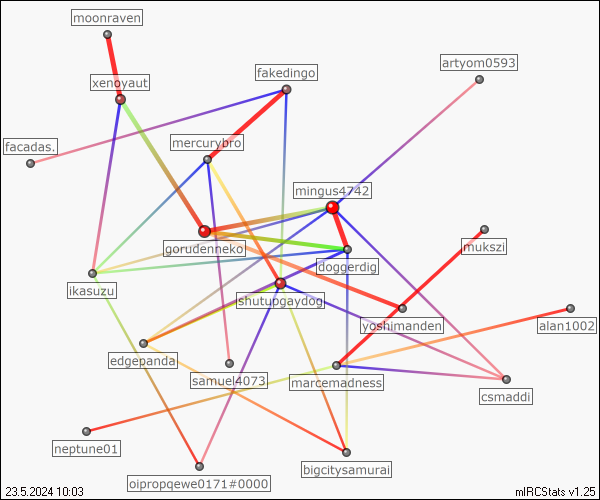 moonraven
artyom0593
fakedingo
xenoyaut
mercurybro
facadas.
mingus4742
gorudenneko
mukszi
doggerdig
ikasuzu
shutupgaydog
yoshimanden
alan1002
edgepanda
samuel4073
marcemadness
csmaddi
neptune01
bigcitysamurai
oipropqewe0171#0000
23.5.2024 10:03
mIRCStats v1.25